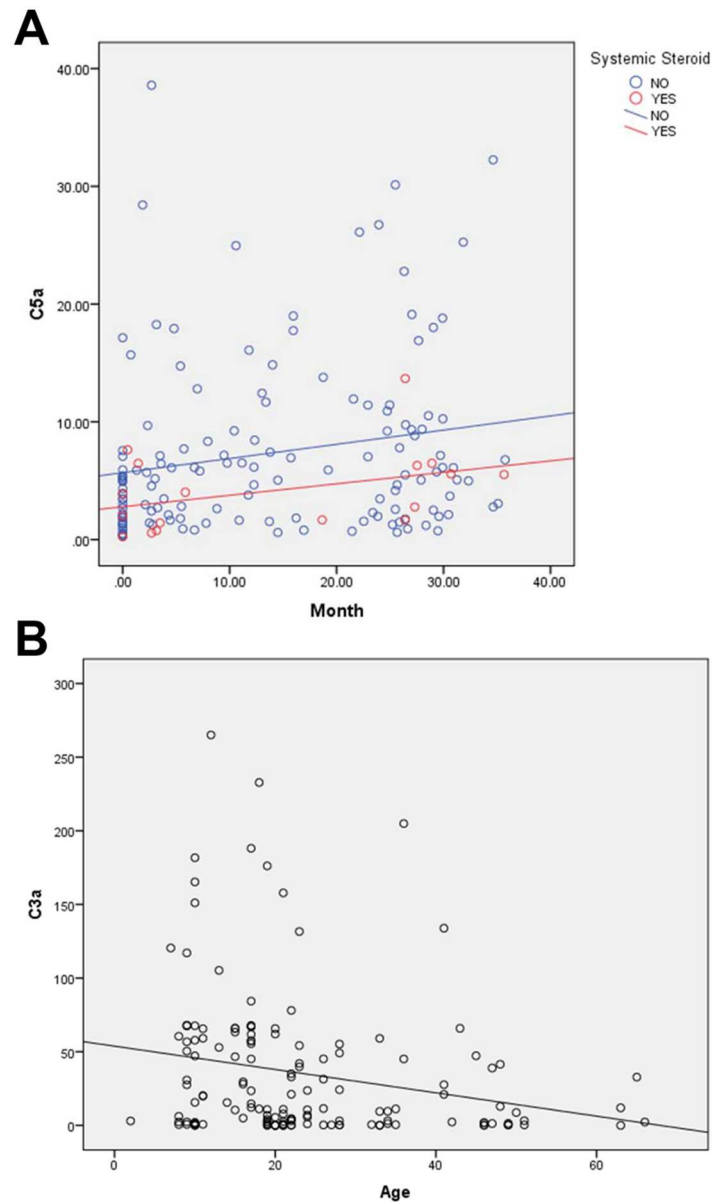 A
Systemic Steroid
NO
YES
NO
YES
40.00
30.00
20.00
10.00
.00
C5a
.00 10.00 20.00 30.00 40.00
Month
B
300
250
200
150
100
50
0
C3a
0 20 40 60
Age